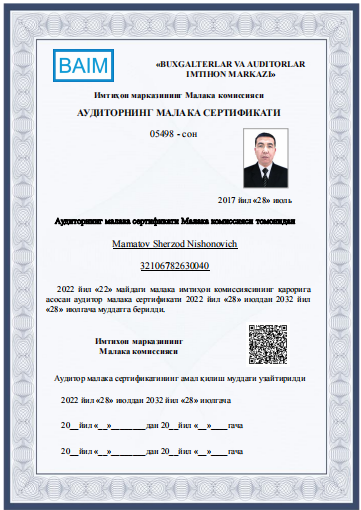 BAIM
«BUXGALTERLAR VA AUDITORLAR
IMTIHON MARKAZI»
Имтиҳон марказининг Малака комиссияси
АУДИТОРНИНГ МАЛАКА СЕРТИФИКАТИ
05498 - сон
2017 йил «28» июль
Аудиторнинг малака сертификати Малака комиссияси томонидан
Mamatov Sherzod Nishonovich
32106782630040
2022 йил «22» майдаги малака имтиҳон комиссиясининг қарорига
асосан аудитор малака сертификати 2022 йил «28» июлдан 2032 йил
«28» июлгача муддатга берилди.
Имтиҳон марказининг
Малака комиссияси
Аудитор малака сертификатининг амал қилиш муддати узайтирилди
2022 йил «28» июлдан 2032 йил «28» июлгача
20__йил «__»________дан 20__йил «__»____гача
20__йил «__»________дан 20__йил «__»____гача